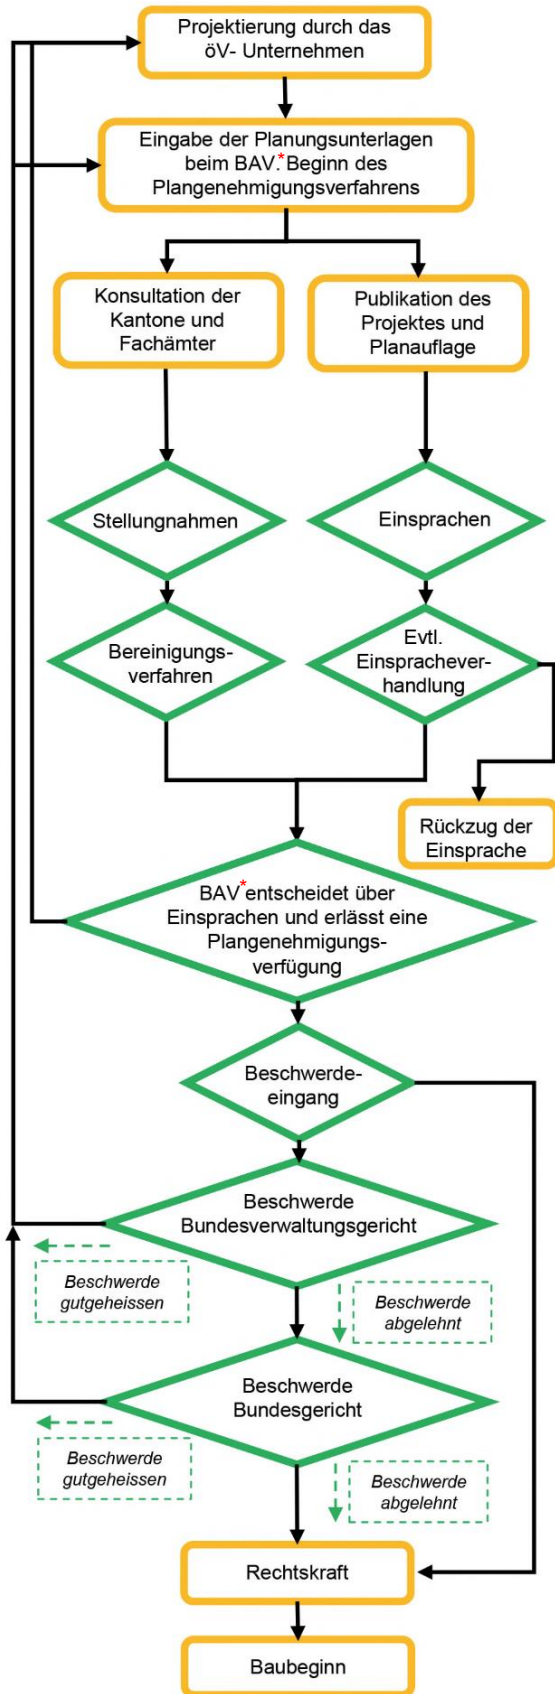 Projektierung durch das
öV- Unternehmen
Eingabe der Planungsunterlagen
beim BAV.* Beginn des
Plangenehmigungsverfahrens
Konsultation der
Kantone und
Fachämter
Publikation des
Projektes und
Planauflage
Stellungnahmen
Einsprachen
Bereinigungs-
verfahren
Evtl.
Einsprachever-
handlung
Rückzug der
Einsprache
BAV* entscheidet über
Einsprachen und erlässt eine
Plangenehmigungs-
verfügung
Beschwerde-
eingang
Beschwerde
Bundesverwaltungsgericht
Beschwerde
gutgeheissen
Beschwerde
abgelehnt
Beschwerde
Bundesgericht
Beschwerde
gutgeheissen
Beschwerde
abgelehnt
Rechtskraft
Baubeginn